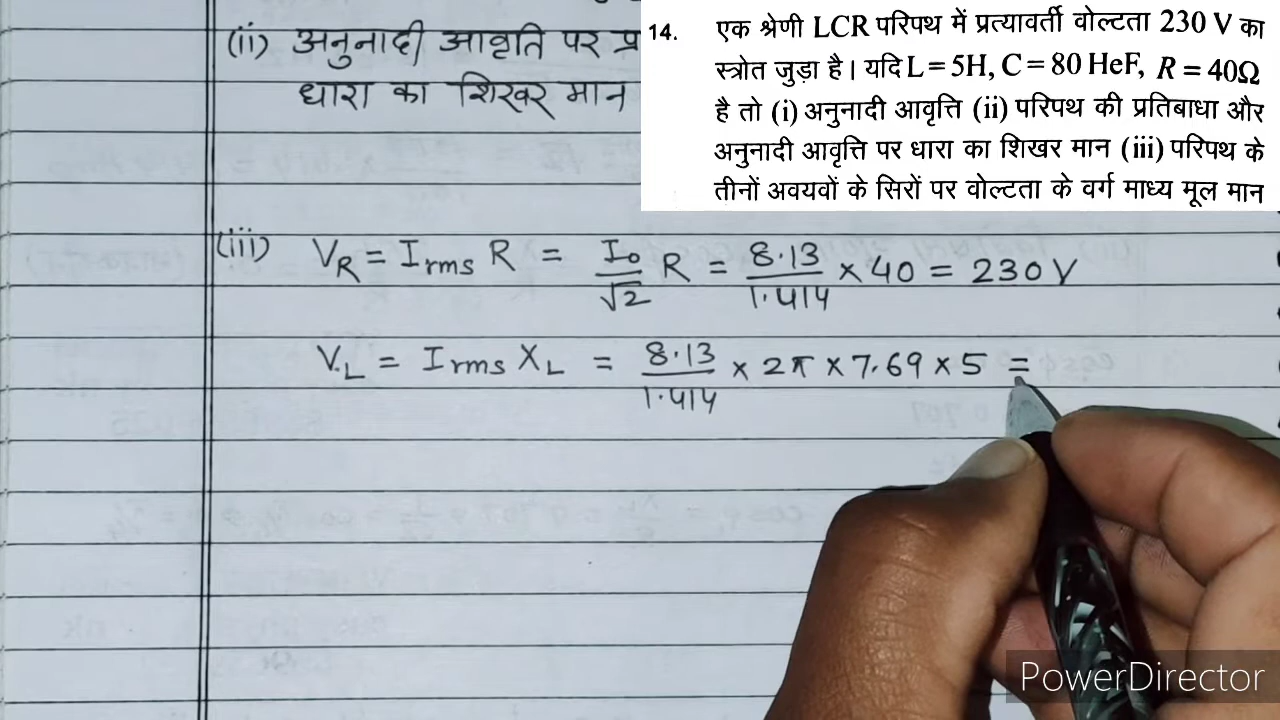 (ii) अनुनादी आवृति पर प्र
धारा का शिखर मान
14. एक श्रेणी LCR परिपथ में प्रत्यावर्ती वोल्टता 230 V का
स्त्रोत जुड़ा है। यदि L = 5H, C = 80 HeF, R = 40Ω
है तो (i) अनुनादी आवृत्ति (ii) परिपथ की प्रतिबाधा और
अनुनादी आवृत्ति पर धारा का शिखर मान (iii) परिपथ के
तीनों अवयवों के सिरों पर वोल्टता के वर्ग माध्य मूल मान
(iii) V_R = I_rms R = I_0/√2 R = 8.13/1.414 × 40 = 230 V
V_L = I_rms X_L = 8.13/1.414 × 2π × 7.69 × 5 =
PowerDirector